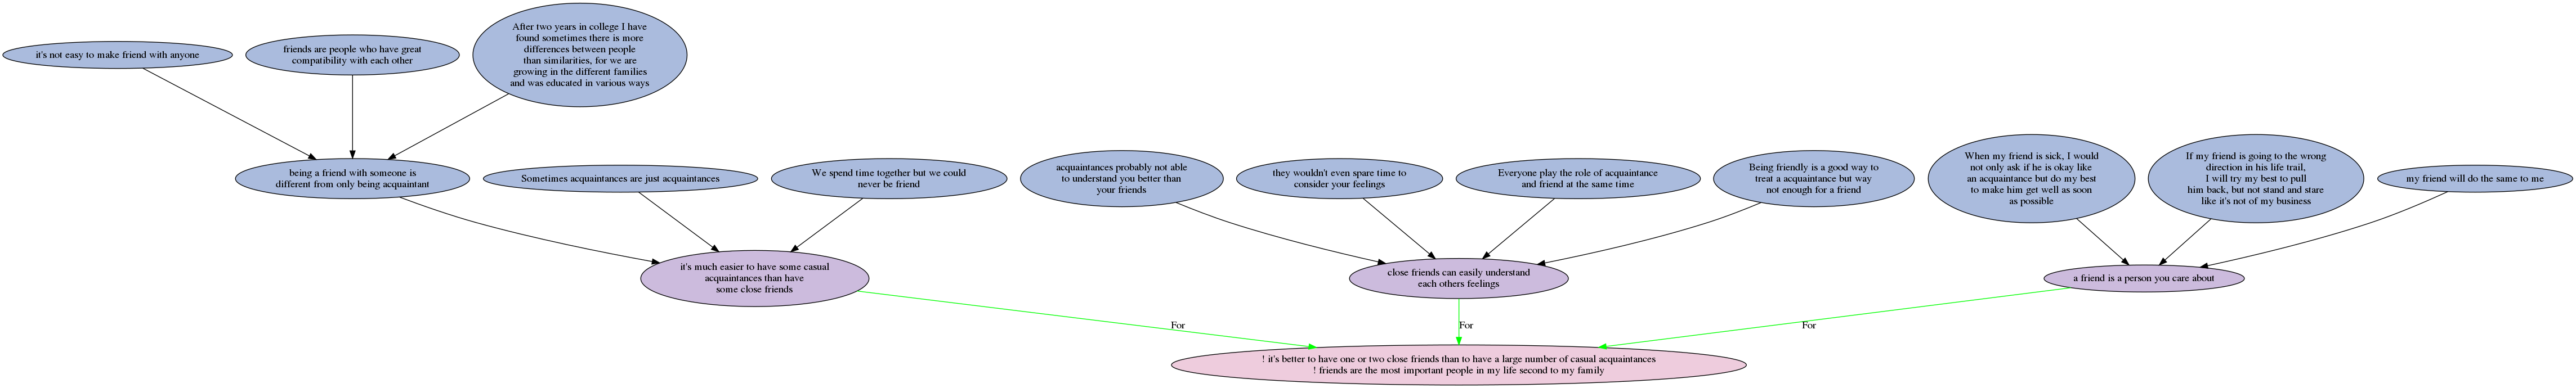 it's not easy to make friend with anyone
friends are people who have great
compatibility with each other
After two years in college I have
found sometimes there is more
differences between people
than similarities, for we are
growing in the different families
and was educated in various ways
being a friend with someone is
different from only being acquaintant
Sometimes acquaintances are just acquaintances
We spend time together but we could
never be friend
acquaintances probably not able
to understand you better than
your friends
they wouldn't even spare time to
consider your feelings
Everyone play the role of acquaintance
and friend at the same time
Being friendly is a good way to
treat a acquaintance but way
not enough for a friend
When my friend is sick, I would
not only ask if he is okay like
an acquaintance but do my best
to make him get well as soon
as possible
If my friend is going to the wrong
direction in his life trail,
I will try my best to pull
him back, but not stand and stare
like it's not of my business
my friend will do the same to me
it's much easier to have some casual
acquaintances than have
some close friends
close friends can easily understand
each others feelings
a friend is a person you care about
For
For
For
! it's better to have one or two close friends than to have a large number of casual acquaintances
! friends are the most important people in my life second to my family